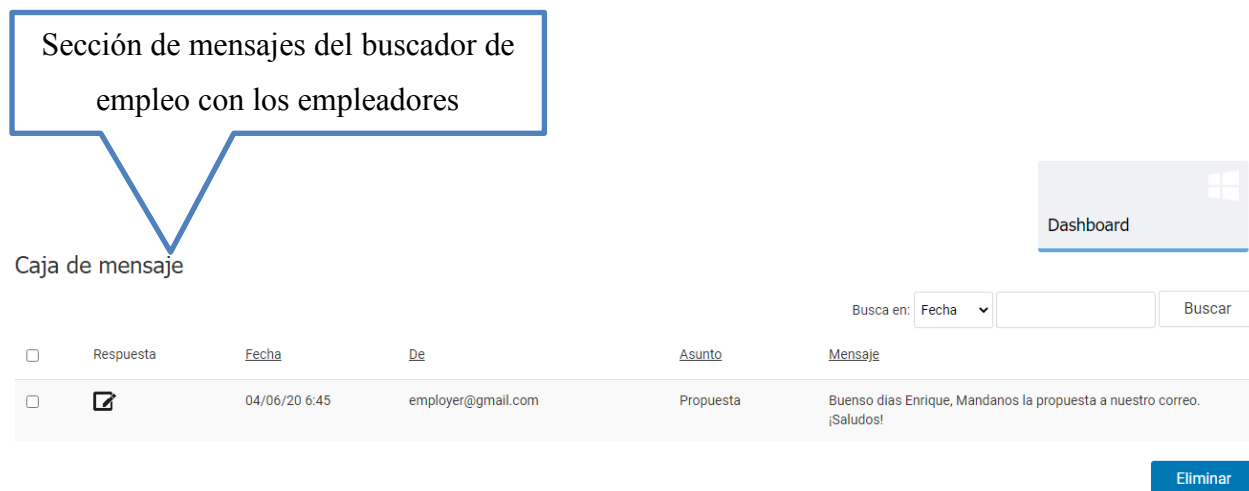 Sección de mensajes del buscador de
empleo con los empleadores
Dashboard
Caja de mensaje
Busca en: Fecha Buscar
Respuesta Fecha De Asunto Mensaje
04/06/20 6:45 employer@gmail.com Propuesta Buenso dias Enrique, Mandanos la propuesta a nuestro correo.
¡Saludos!
Eliminar